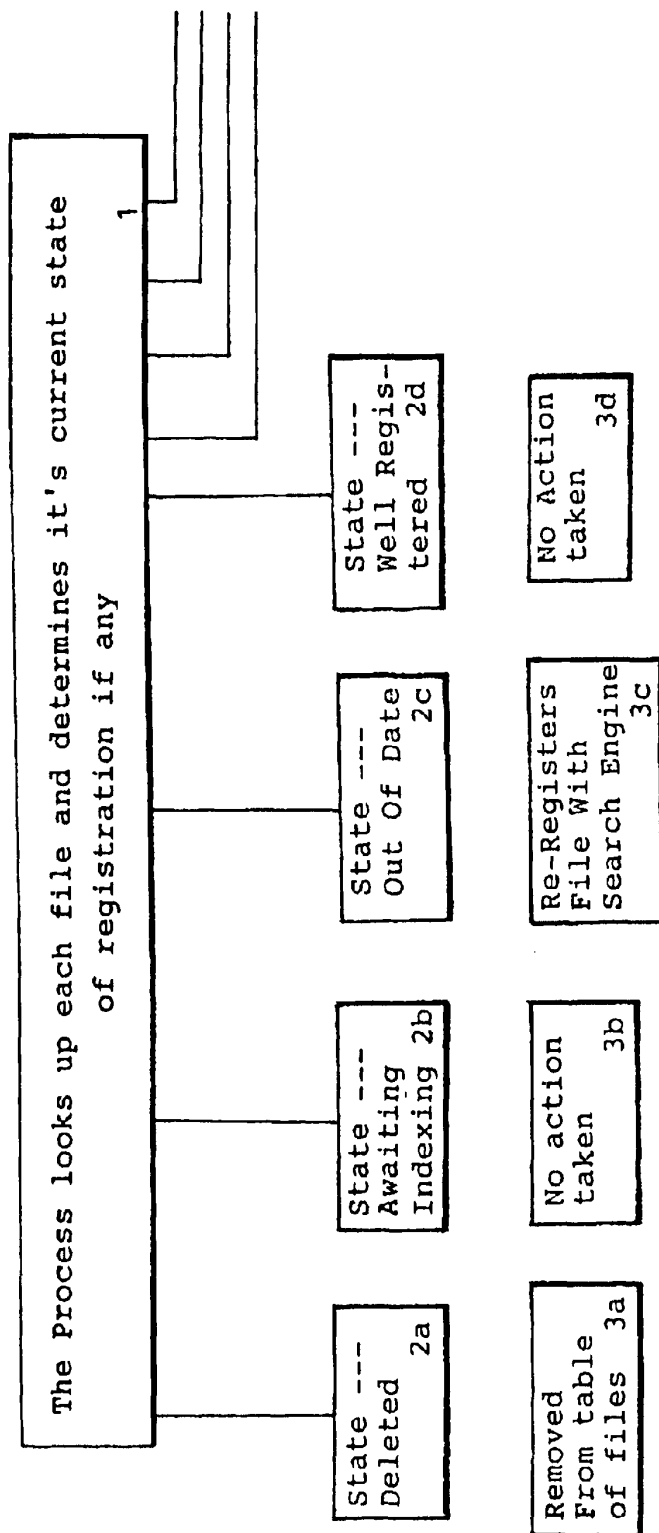 The Process looks up each file and determines it's current state
of registration if any
1
State ---
Deleted
2a
State ---
Awaiting
Indexing 2b
State ---
Out Of Date
2c
State ---
Well Regis-
tered 2d
Removed
From table
of files 3a
No action
taken
3b
Re-Registers
File With
Search Engine
3c
No Action
taken
3d